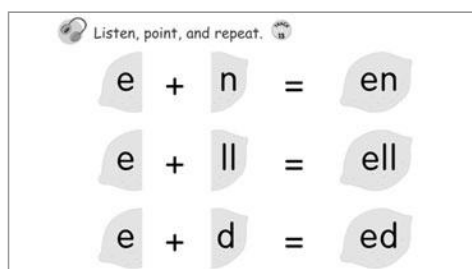 Listen, point, and repeat.
e + n = en
e + ll = ell
e + d = ed